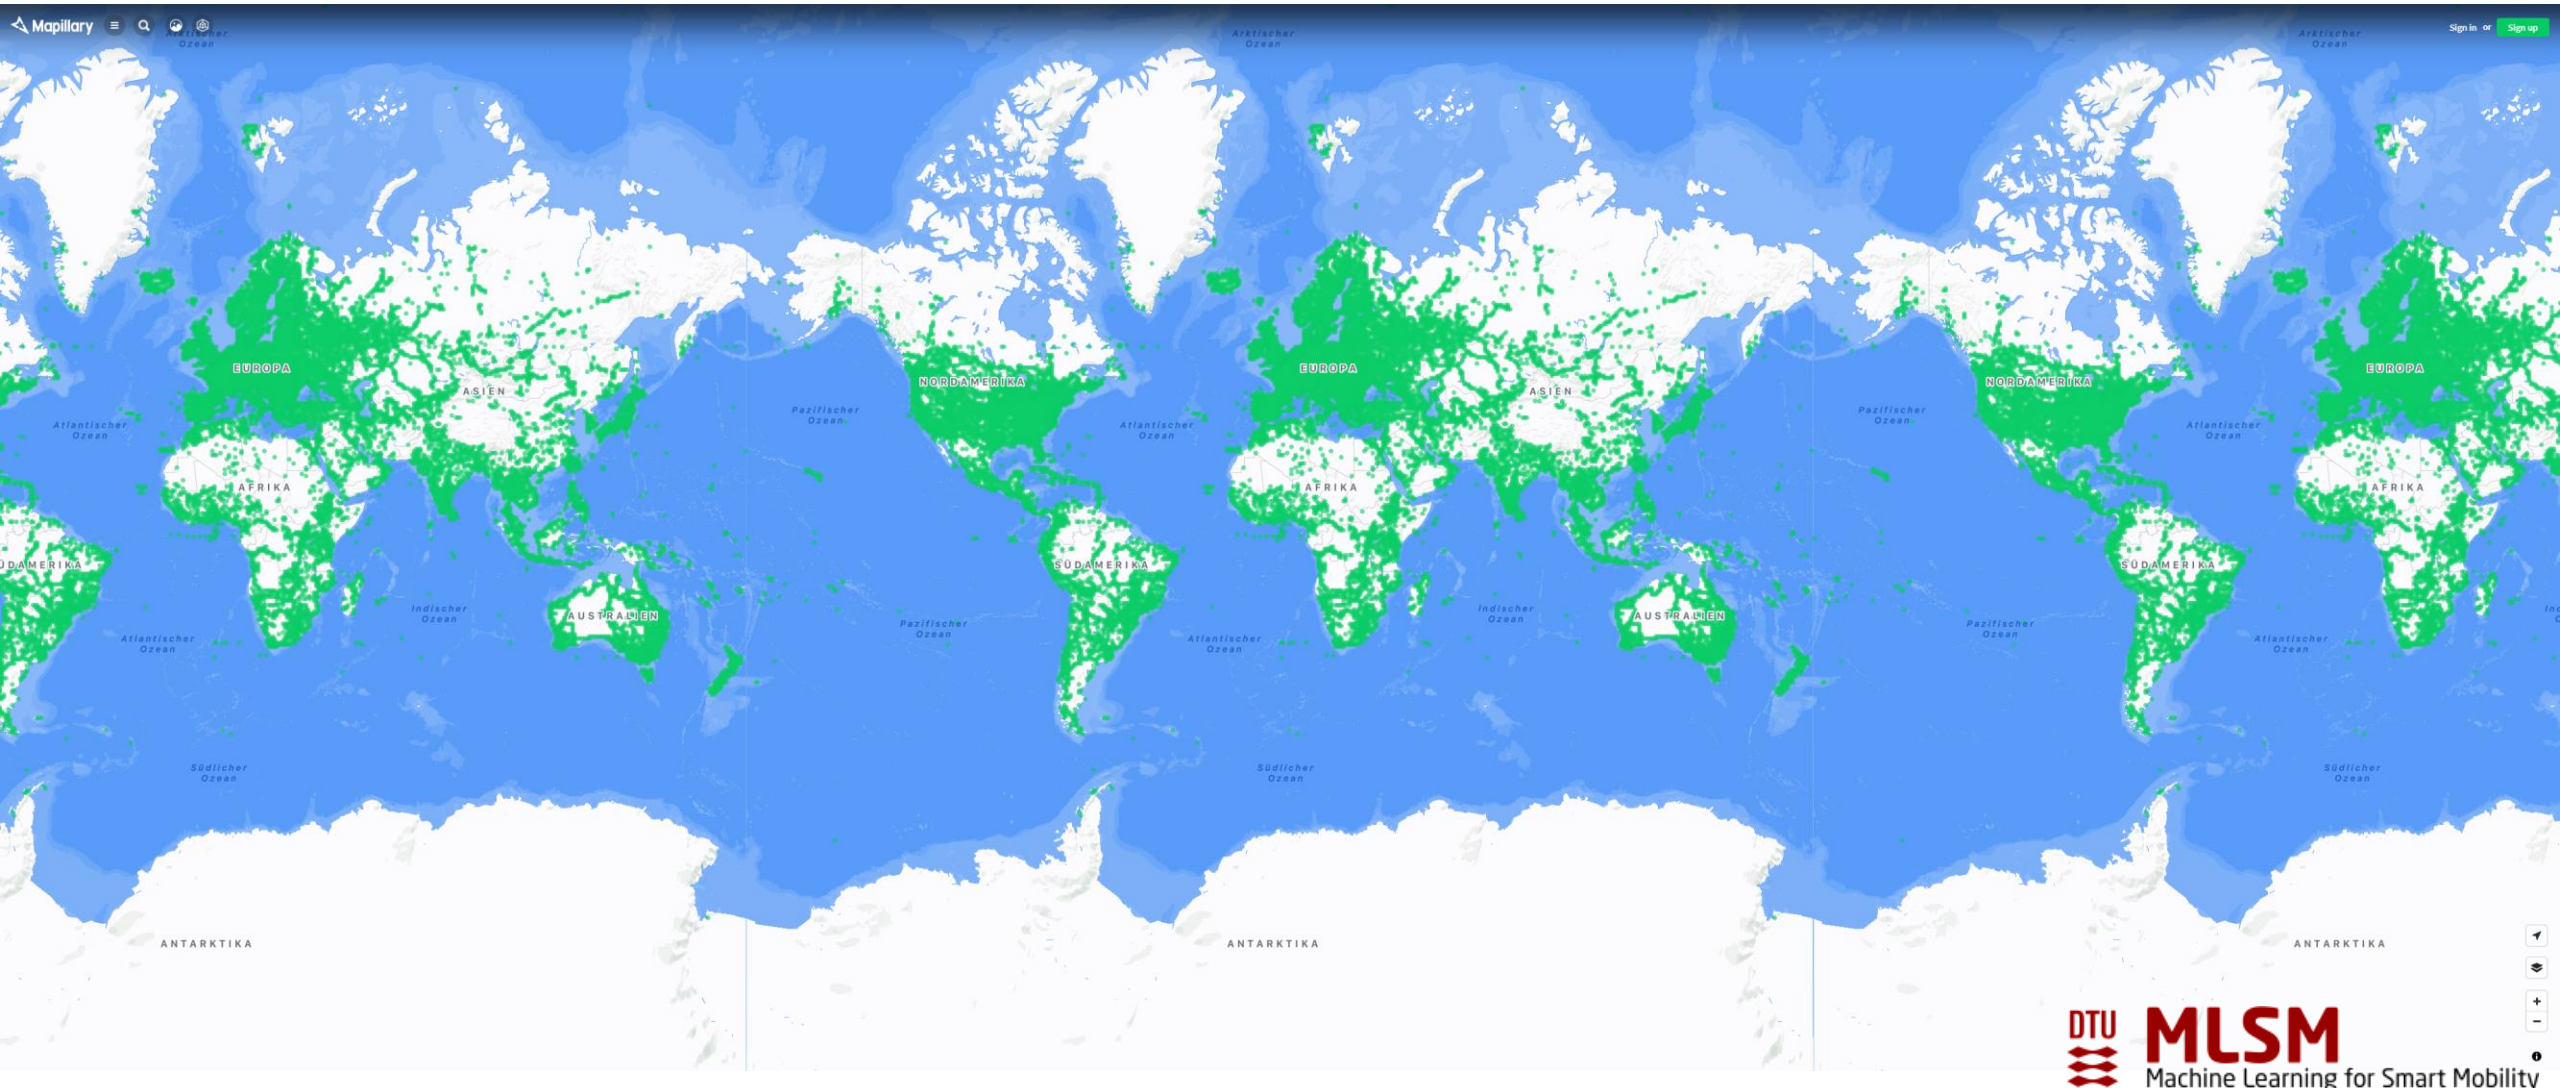 Mapillary
Sign in or Sign up
Arktischer
Ozean
Arktischer
Ozean
Arktischer
Ozean
EUROPA
ASIEN
NORDAMERIKA
EUROPA
ASIEN
NORDAMERIKA
EUROPA
Atlantischer
Ozean
Pazifischer
Ozean
Atlantischer
Ozean
Pazifischer
Ozean
Atlantischer
Ozean
AFRIKA
AFRIKA
AFRIKA
ÜDAMERIKA
SÜDAMERIKA
SÜDAMERIKA
Indischer
Ozean
AUSTRALIEN
Pazifischer
Ozean
Indischer
Ozean
AUSTRALIEN
Pazifischer
Ozean
Atlantischer
Ozean
Atlantischer
Ozean
Atlantischer
Ozean
Südlicher
Ozean
Südlicher
Ozean
Südlicher
Ozean
ANTARKTIKA
ANTARKTIKA
ANTARKTIKA
DTU
MLSM
Machine Learning for Smart Mobility